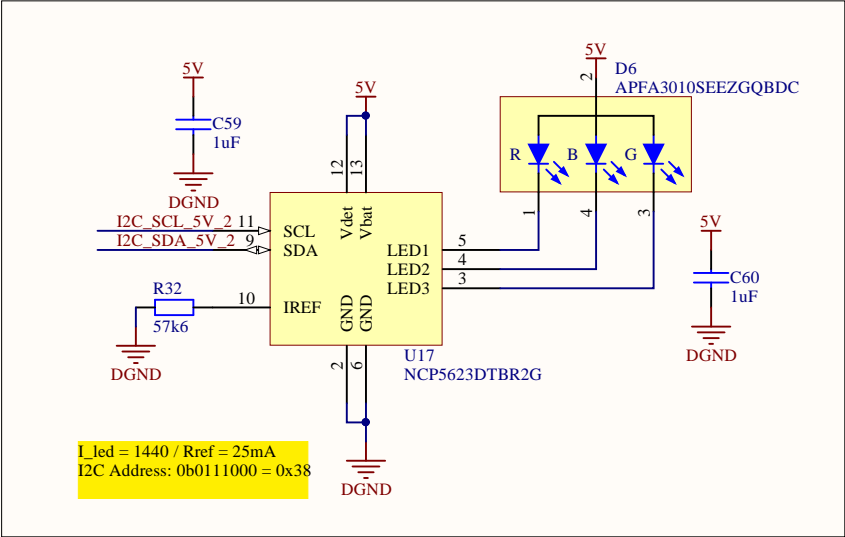 5V
D6
APFA3010SEEZGQBDC
2
5V
C59
1uF
DGND
5V
R
B
G
12
13
1
4
3
I2C_SCL_5V_2
11
SCL
I2C_SDA_5V_2
9
SDA
Vdet
Vbat
LED1
5
LED2
4
LED3
3
5V
C60
1uF
DGND
R32
57k6
10
IREF
GND
GND
DGND
2
6
U17
NCP5623DTBR2G
I_led = 1440 / Rref = 25mA
I2C Address: 0b0111000 = 0x38
DGND